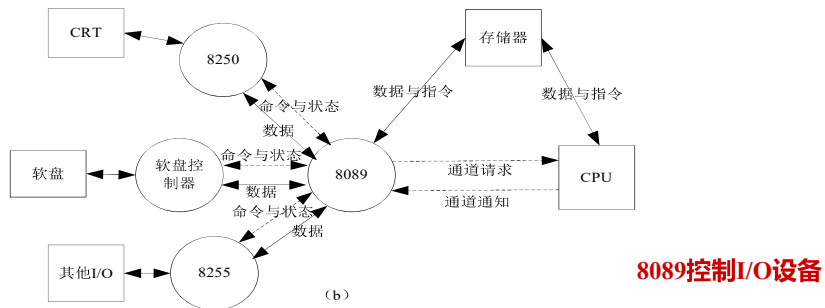 CRT
8250
存储器
命令与状态
数据
数据与指令
数据与指令
软盘
软盘控
制器
命令与状态
数据
8089
通道请求
通道通知
CPU
命令与状态
数据
其他I/O
8255
(b)
8089控制I/O设备